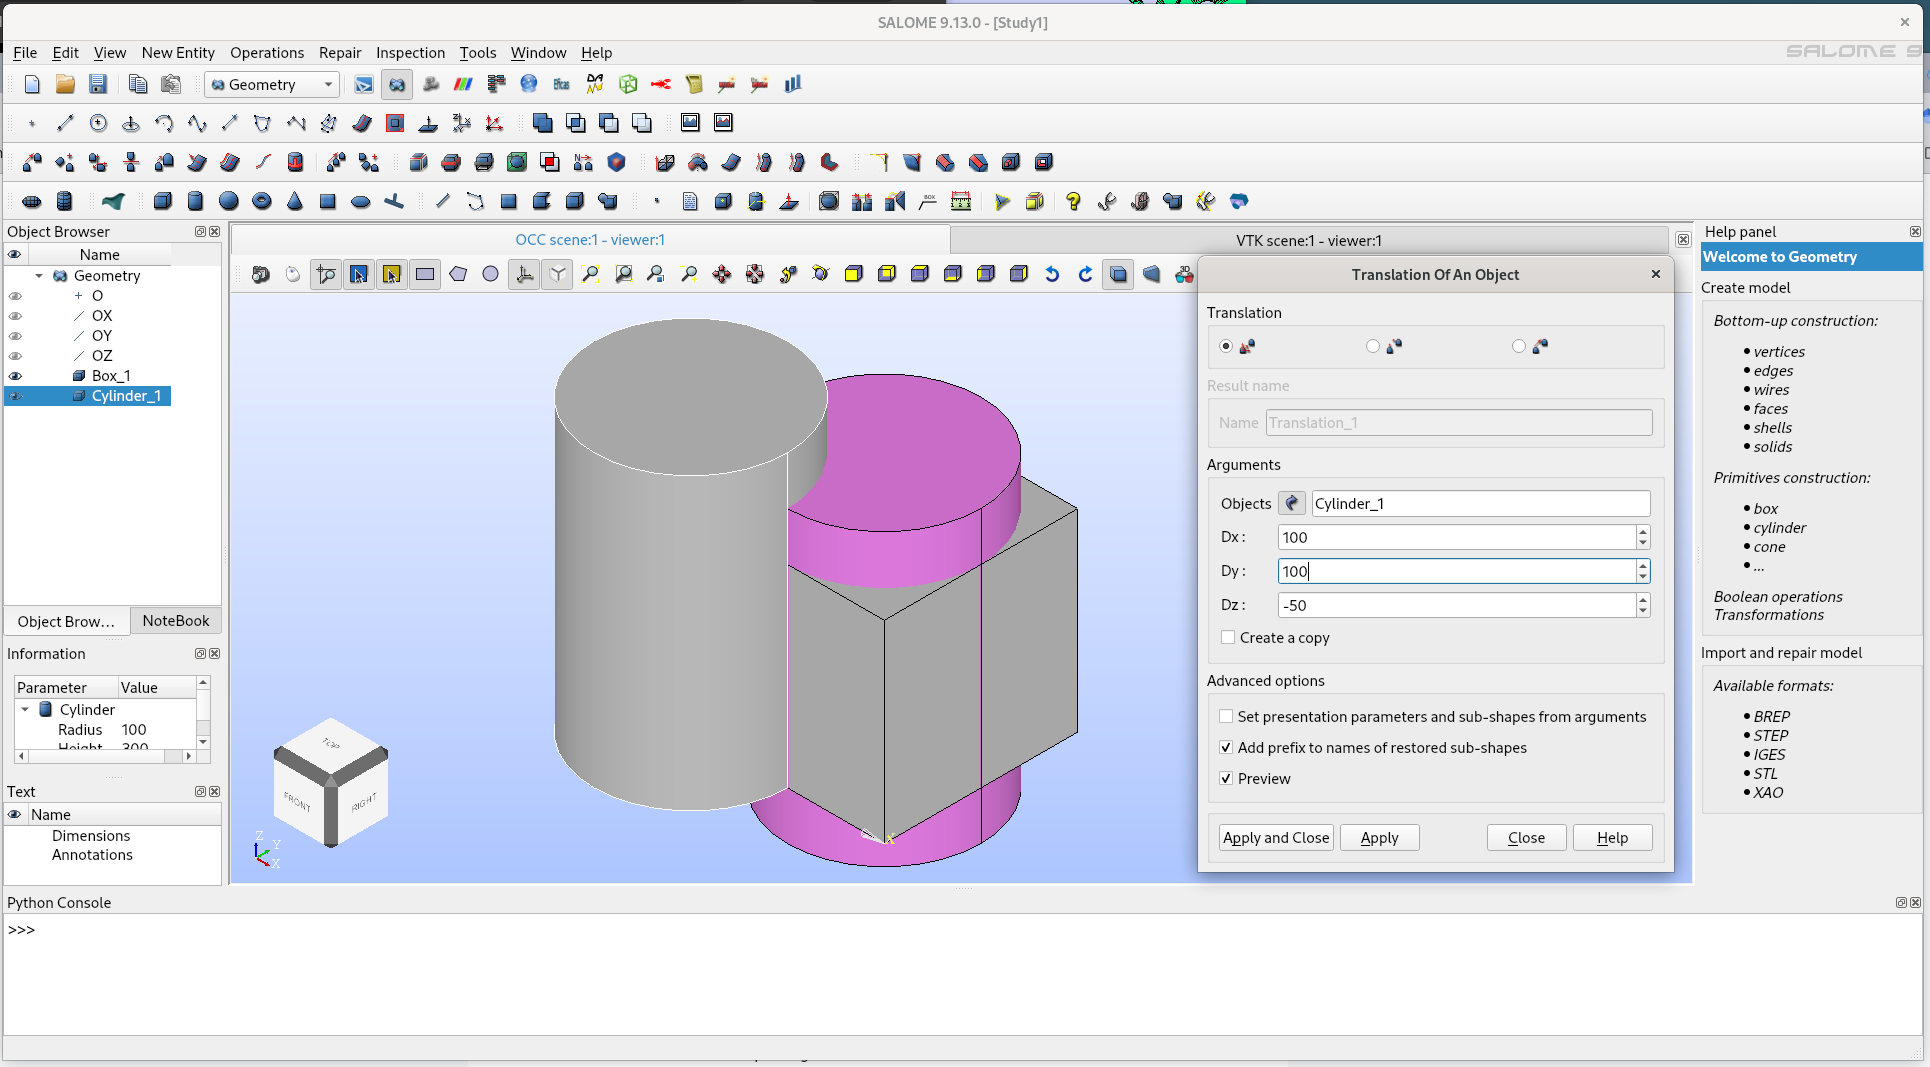 SALOME 9.13.0 - [Study1]
File Edit View New Entity Operations Repair Inspection Tools Window Help
SALOME 9
Geometry
Eficas
BOX
Object Browser
Name
Geometry
O
OX
OY
OZ
Box_1
Cylinder_1
Object Brow...
NoteBook
Information
Parameter Value
Cylinder
Radius 100
Height 300
Text
Name
Dimensions
Annotations
OCC scene:1 - viewer:1
VTK scene:1 - viewer:1
TOP
FRONT
RIGHT
Z
Y
X
X
Translation Of An Object
Translation
Result name
Name Translation_1
Arguments
Objects Cylinder_1
Dx : 100
Dy : 100
Dz : -50
Create a copy
Advanced options
Set presentation parameters and sub-shapes from arguments
Add prefix to names of restored sub-shapes
Preview
Apply and Close Apply Close Help
Help panel
Welcome to Geometry
Create model
Bottom-up construction:
vertices
edges
wires
faces
shells
solids
Primitives construction:
box
cylinder
cone
...
Boolean operations
Transformations
Import and repair model
Available formats:
BREP
STEP
IGES
STL
XAO
Python Console
>>>